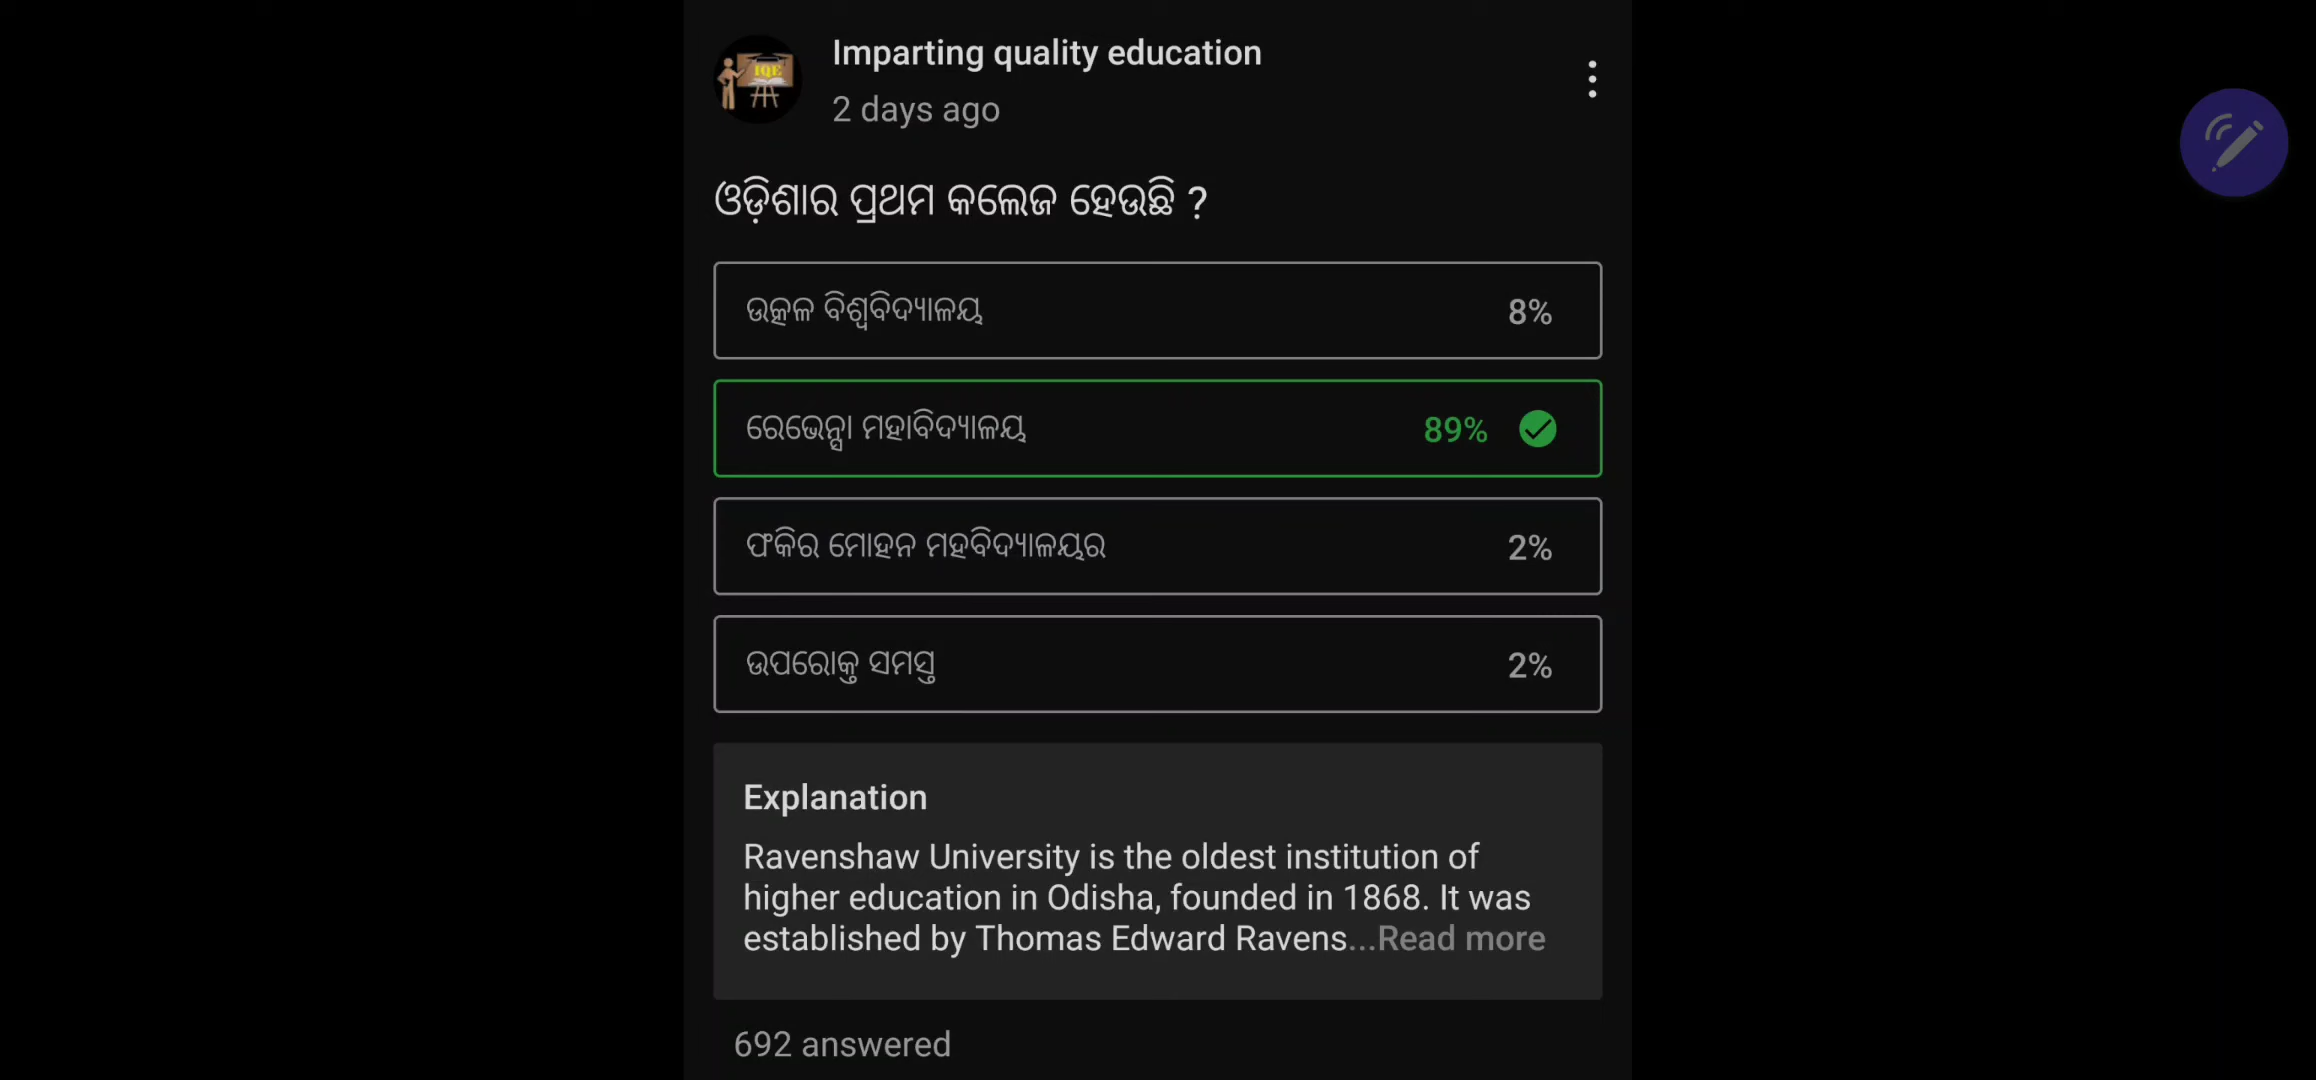 IQE
Imparting quality education
2 days ago
ଓଡ଼ିଶାର ପ୍ରଥମ କଲେଜ ହେଉଛି ?
ଉତ୍କଳ ବିଶ୍ୱବିଦ୍ୟାଳୟ 8%
ରେଭେନ୍ସା ମହାବିଦ୍ୟାଳୟ 89%
ଫକିର ମୋହନ ମହବିଦ୍ୟାଳୟର 2%
ଉପରୋକ୍ତ ସମସ୍ତ 2%
Explanation
Ravenshaw University is the oldest institution of
higher education in Odisha, founded in 1868. It was
established by Thomas Edward Ravens...Read more
692 answered